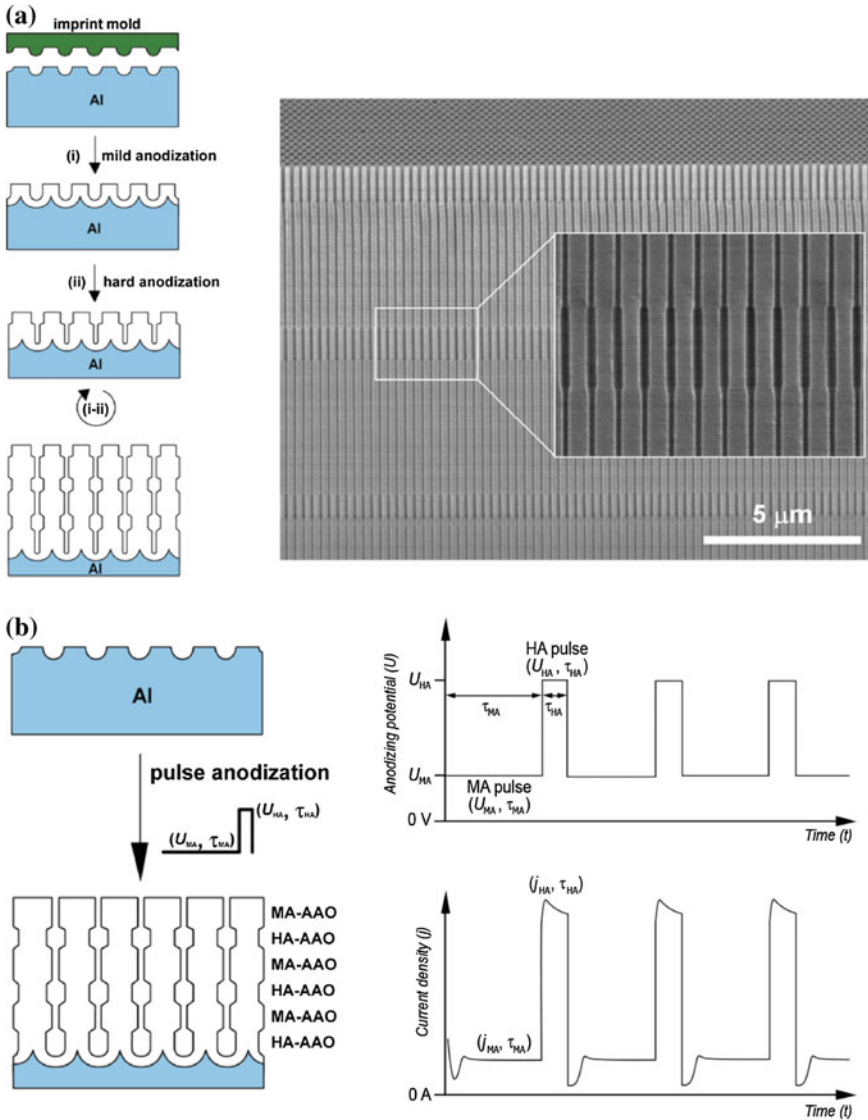 (a)
imprint mold
Al
(i) mild anodization
Al
(ii) hard anodization
Al
(i-ii)
Al
5 μm
(b)
Al
pulse anodization
(U_HA, τ_HA)
(U_MA, τ_MA)
MA-AAO
HA-AAO
MA-AAO
HA-AAO
MA-AAO
HA-AAO
Anodizing potential (U)
U_HA
U_MA
0 V
HA pulse
(U_HA, τ_HA)
τ_MA
τ_HA
MA pulse
(U_MA, τ_MA)
Time (t)
Current density (j)
(j_HA, τ_HA)
(j_MA, τ_MA)
0 A
Time (t)